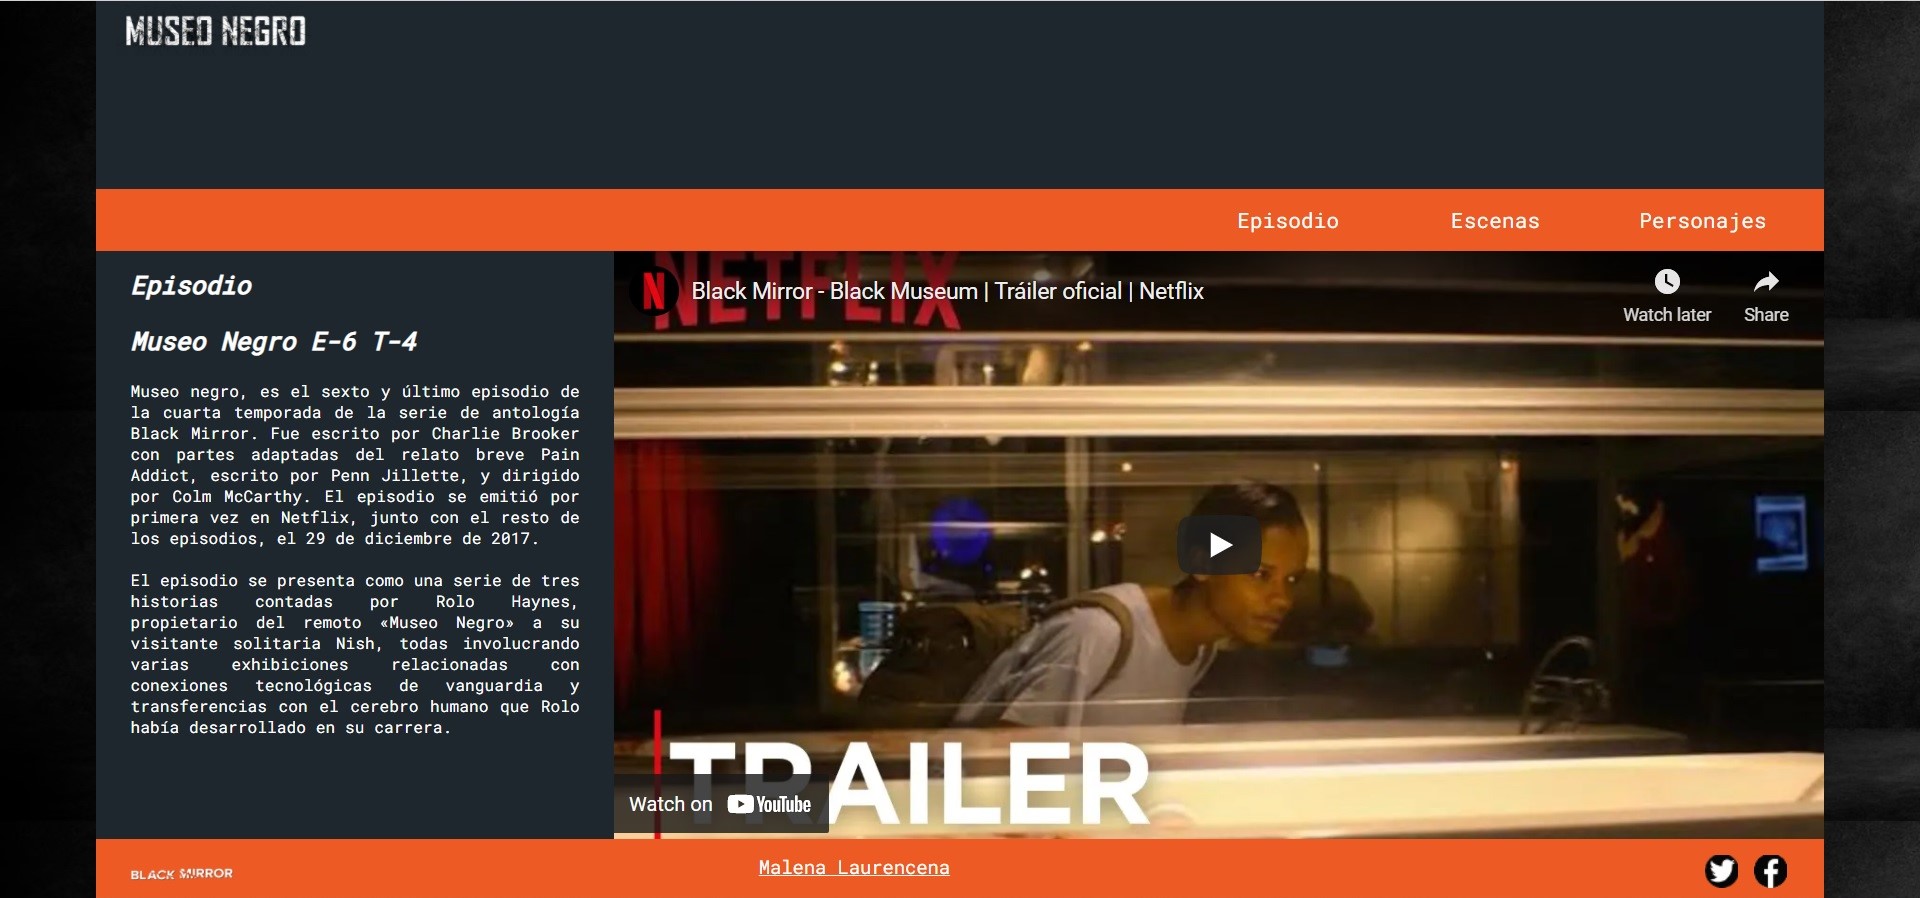 MUSEO NEGRO
Episodio
Escenas
Personajes
Episodio
Museo Negro E-6 T-4
Museo negro, es el sexto y último episodio de
la cuarta temporada de la serie de antología
Black Mirror. Fue escrito por Charlie Brooker
con partes adaptadas del relato breve Pain
Addict, escrito por Penn Jillette, y dirigido
por Colm McCarthy. El episodio se emitió por
primera vez en Netflix, junto con el resto de
los episodios, el 29 de diciembre de 2017.
El episodio se presenta como una serie de tres
historias contadas por Rolo Haynes,
propietario del remoto «Museo Negro» a su
visitante solitaria Nish, todas involucrando
varias exhibiciones relacionadas con
conexiones tecnológicas de vanguardia y
transferencias con el cerebro humano que Rolo
había desarrollado en su carrera.
NETFLIX
N
Black Mirror - Black Museum | Tráiler oficial | Netflix
Watch later
Share
TRAILER
Watch on YouTube
BLACK MIRROR
Malena Laurencena